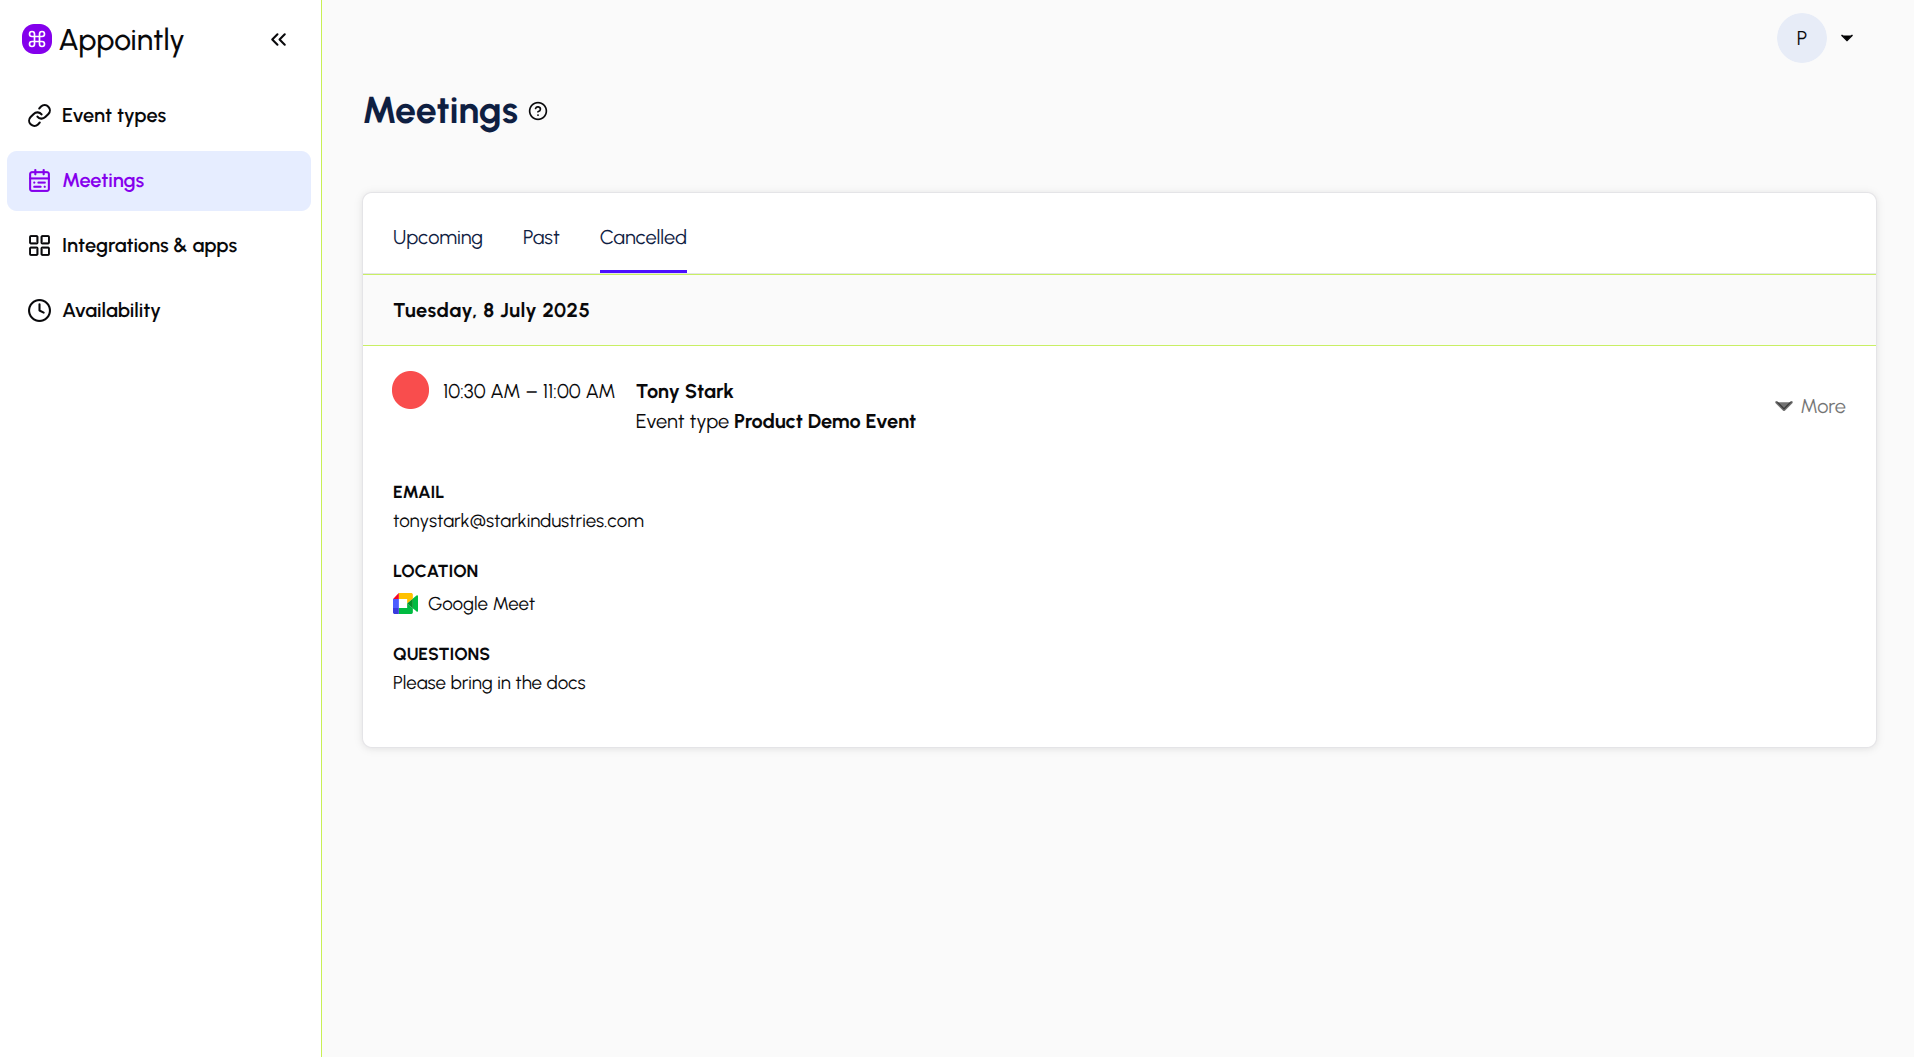 Appointly
Event types
Meetings
Integrations & apps
Availability
P
Meetings
Upcoming Past Cancelled
Tuesday, 8 July 2025
10:30 AM – 11:00 AM Tony Stark
Event type Product Demo Event
More
EMAIL
tonystark@starkindustries.com
LOCATION
Google Meet
QUESTIONS
Please bring in the docs